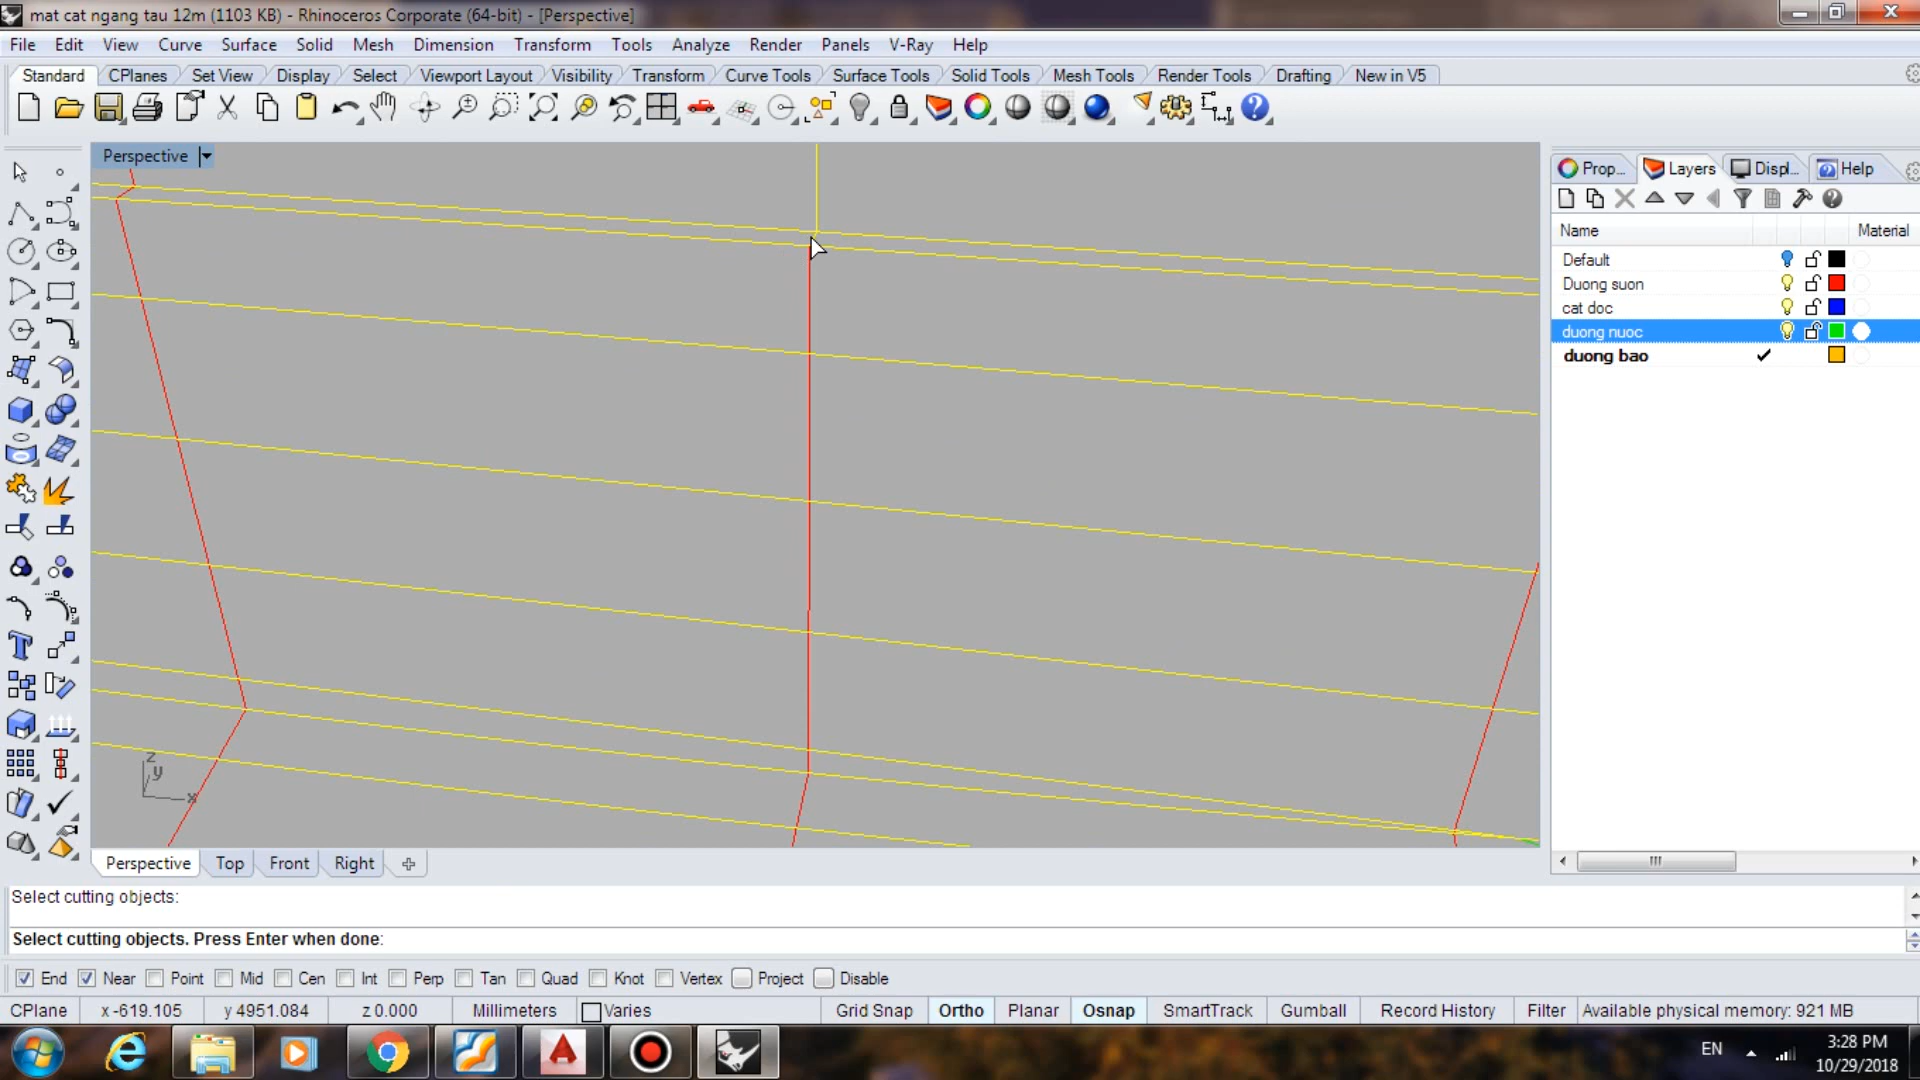 mat cat ngang tau 12m (1103 KB) - Rhinoceros Corporate (64-bit) - [Perspective]
File Edit View Curve Surface Solid Mesh Dimension Transform Tools Analyze Render Panels V-Ray Help
Standard CPlanes Set View Display Select Viewport Layout Visibility Transform Curve Tools Surface Tools Solid Tools Mesh Tools Render Tools Drafting New in V5
Perspective
Prop... Layers Displ... Help
Name Material
Default
Duong suon
cat doc
duong nuoc
duong bao
z
y
x
Perspective Top Front Right
Select cutting objects:
Select cutting objects. Press Enter when done:
End Near Point Mid Cen Int Perp Tan Quad Knot Vertex Project Disable
CPlane x -619.105 y 4951.084 z 0.000 Millimeters Varies Grid Snap Ortho Planar Osnap SmartTrack Gumball Record History Filter Available physical memory: 921 MB
EN 3:28 PM
10/29/2018